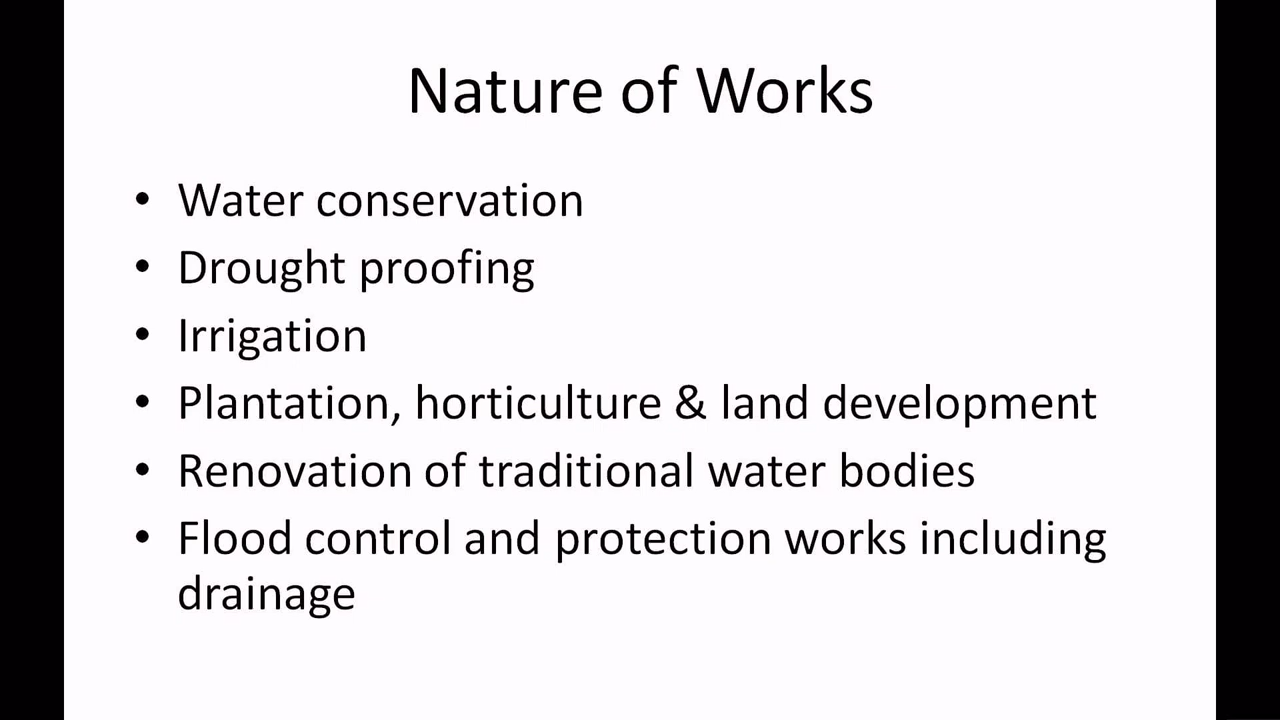 Nature of Works
• Water conservation
• Drought proofing
• Irrigation
• Plantation, horticulture & land development
• Renovation of traditional water bodies
• Flood control and protection works including
drainage